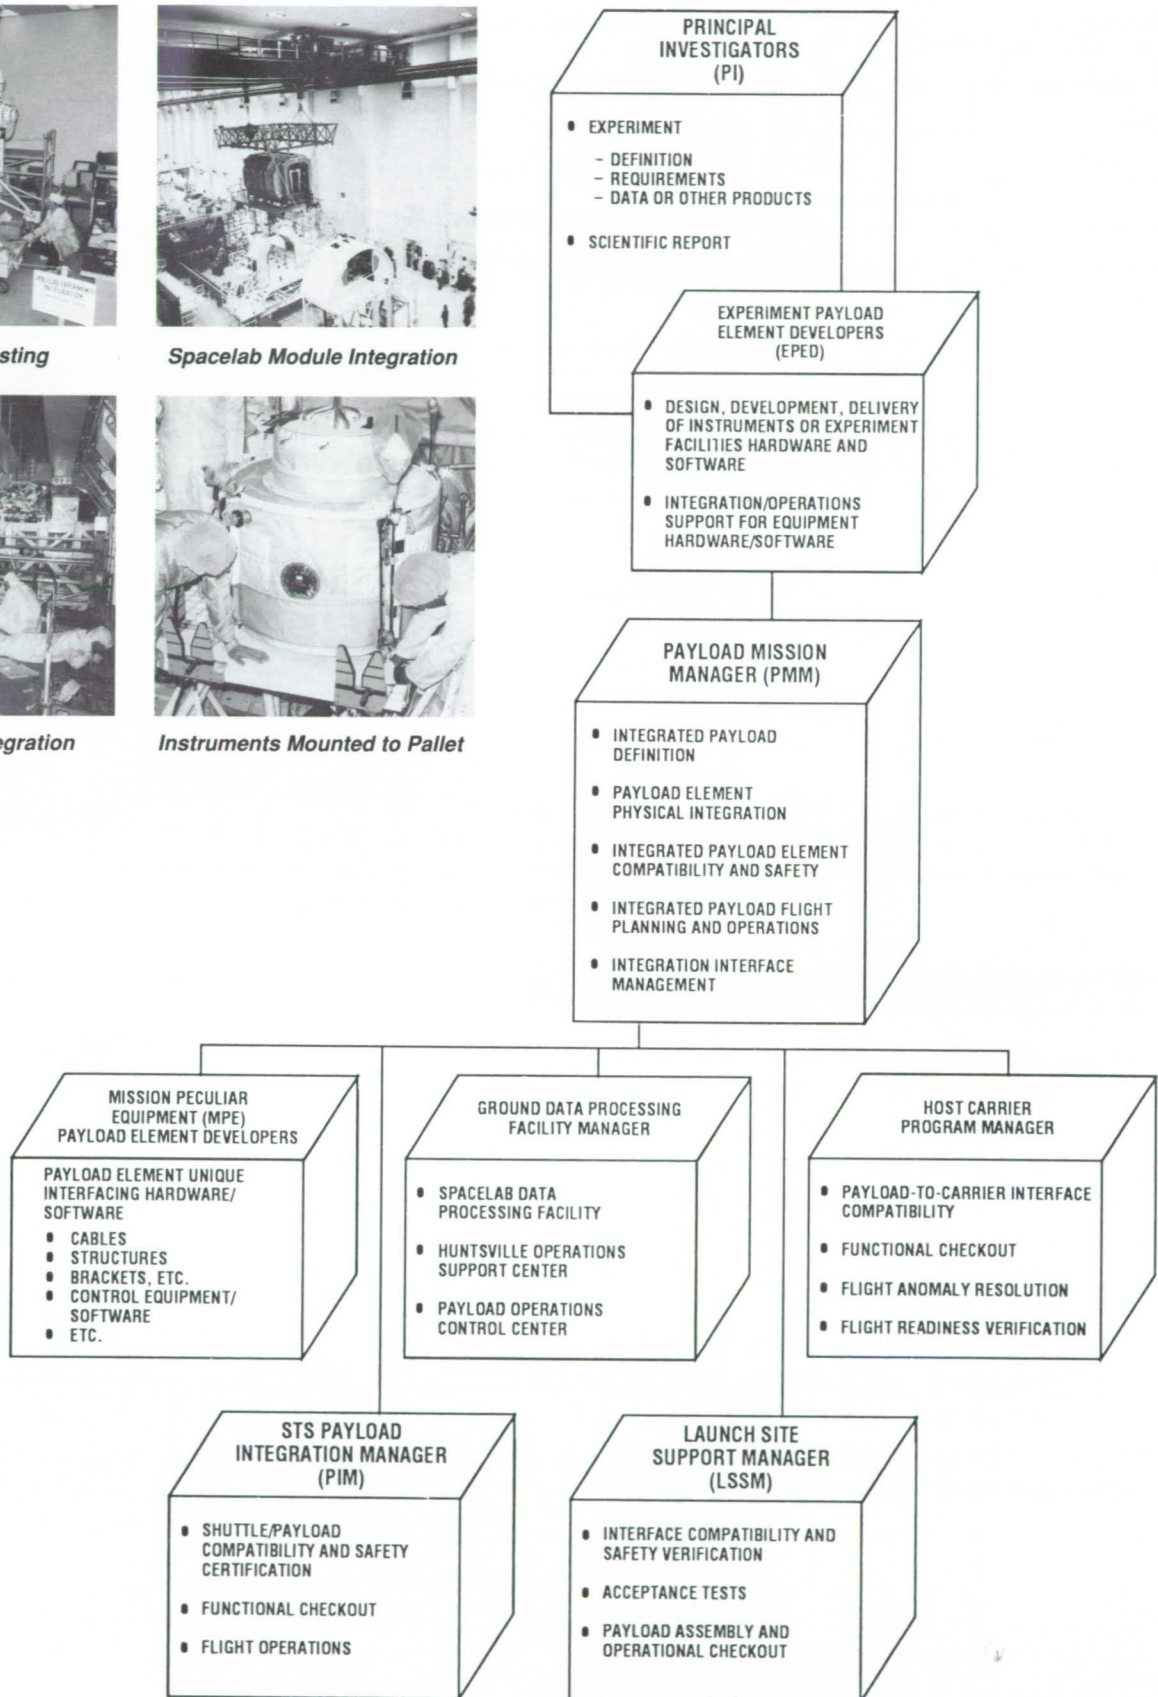 sting
Spacelab Module Integration
egration
Instruments Mounted to Pallet
PRINCIPAL
INVESTIGATORS
(PI)
• EXPERIMENT
– DEFINITION
– REQUIREMENTS
– DATA OR OTHER PRODUCTS
• SCIENTIFIC REPORT
EXPERIMENT PAYLOAD
ELEMENT DEVELOPERS
(EPED)
• DESIGN, DEVELOPMENT, DELIVERY
OF INSTRUMENTS OR EXPERIMENT
FACILITIES HARDWARE AND
SOFTWARE
• INTEGRATION/OPERATIONS
SUPPORT FOR EQUIPMENT
HARDWARE/SOFTWARE
PAYLOAD MISSION
MANAGER (PMM)
• INTEGRATED PAYLOAD
DEFINITION
• PAYLOAD ELEMENT
PHYSICAL INTEGRATION
• INTEGRATED PAYLOAD ELEMENT
COMPATIBILITY AND SAFETY
• INTEGRATED PAYLOAD FLIGHT
PLANNING AND OPERATIONS
• INTEGRATION INTERFACE
MANAGEMENT
MISSION PECULIAR
EQUIPMENT (MPE)
PAYLOAD ELEMENT DEVELOPERS
PAYLOAD ELEMENT UNIQUE
INTERFACING HARDWARE/
SOFTWARE
• CABLES
• STRUCTURES
• BRACKETS, ETC.
• CONTROL EQUIPMENT/
SOFTWARE
• ETC.
GROUND DATA PROCESSING
FACILITY MANAGER
• SPACELAB DATA
PROCESSING FACILITY
• HUNTSVILLE OPERATIONS
SUPPORT CENTER
• PAYLOAD OPERATIONS
CONTROL CENTER
HOST CARRIER
PROGRAM MANAGER
• PAYLOAD-TO-CARRIER INTERFACE
COMPATIBILITY
• FUNCTIONAL CHECKOUT
• FLIGHT ANOMALY RESOLUTION
• FLIGHT READINESS VERIFICATION
STS PAYLOAD
INTEGRATION MANAGER
(PIM)
• SHUTTLE/PAYLOAD
COMPATIBILITY AND SAFETY
CERTIFICATION
• FUNCTIONAL CHECKOUT
• FLIGHT OPERATIONS
LAUNCH SITE
SUPPORT MANAGER
(LSSM)
• INTERFACE COMPATIBILITY AND
SAFETY VERIFICATION
• ACCEPTANCE TESTS
• PAYLOAD ASSEMBLY AND
OPERATIONAL CHECKOUT